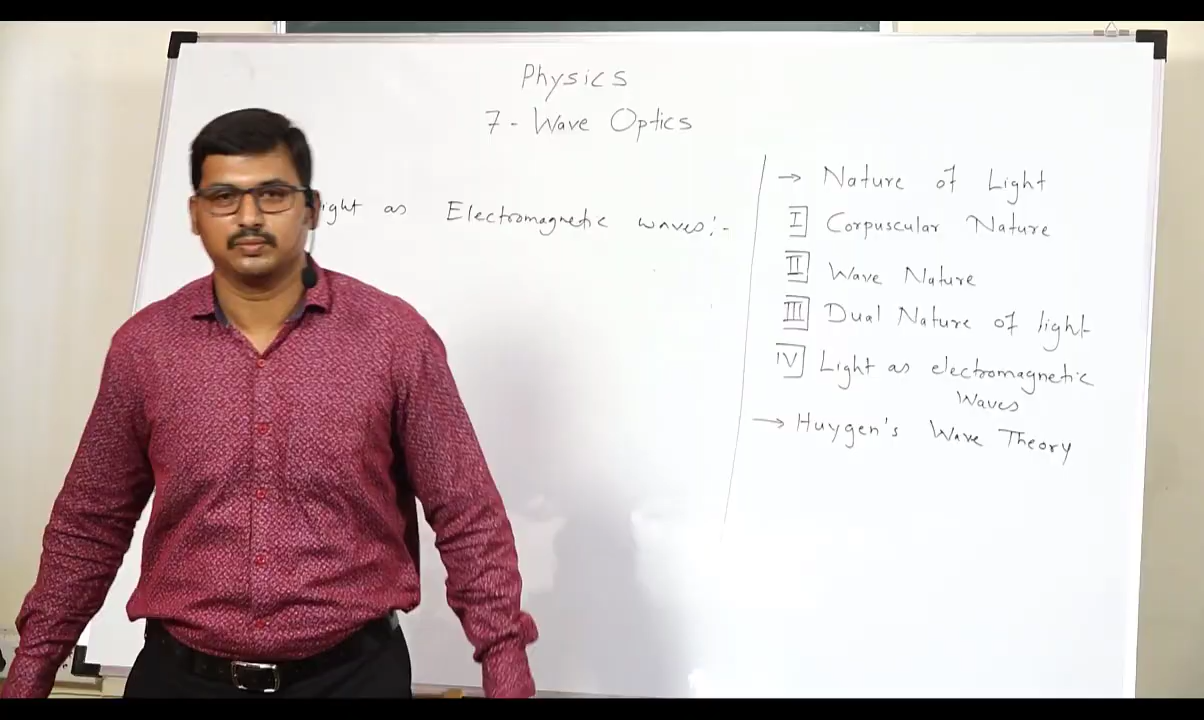 Physics
7 - Wave Optics
ight as Electromagnetic waves:-
→ Nature of Light
I Corpuscular Nature
II Wave Nature
III Dual Nature of light
IV Light as electromagnetic
Waves
→ Huygen's Wave Theory